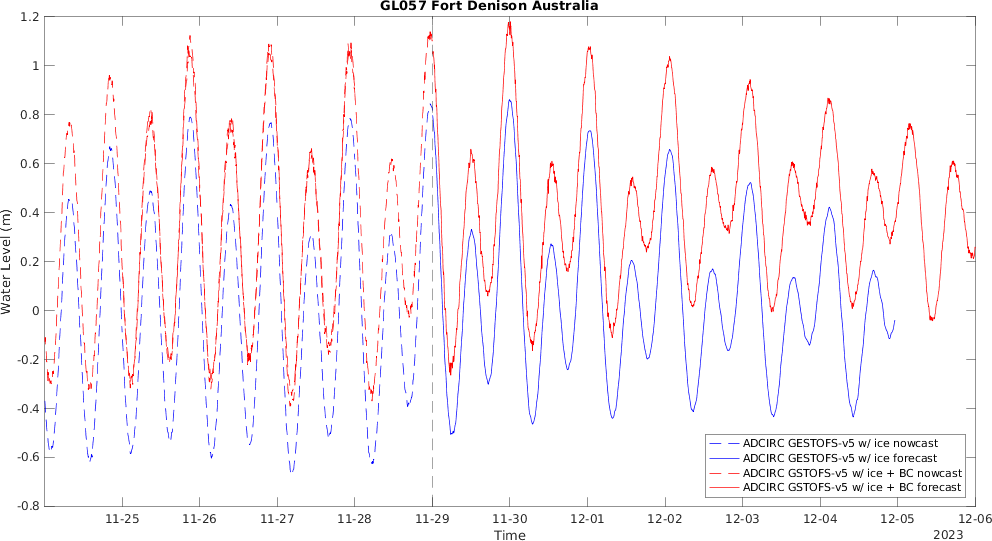 GL057 Fort Denison Australia
1.2
1
0.8
0.6
0.4
0.2
0
-0.2
-0.4
-0.6
-0.8
Water Level (m)
11-25 11-26 11-27 11-28 11-29 11-30 12-01 12-02 12-03 12-04 12-05 12-06
Time
2023
ADCIRC GESTOFS-v5 w/ ice nowcast
ADCIRC GESTOFS-v5 w/ ice forecast
ADCIRC GSTOFS-v5 w/ ice + BC nowcast
ADCIRC GSTOFS-v5 w/ ice + BC forecast